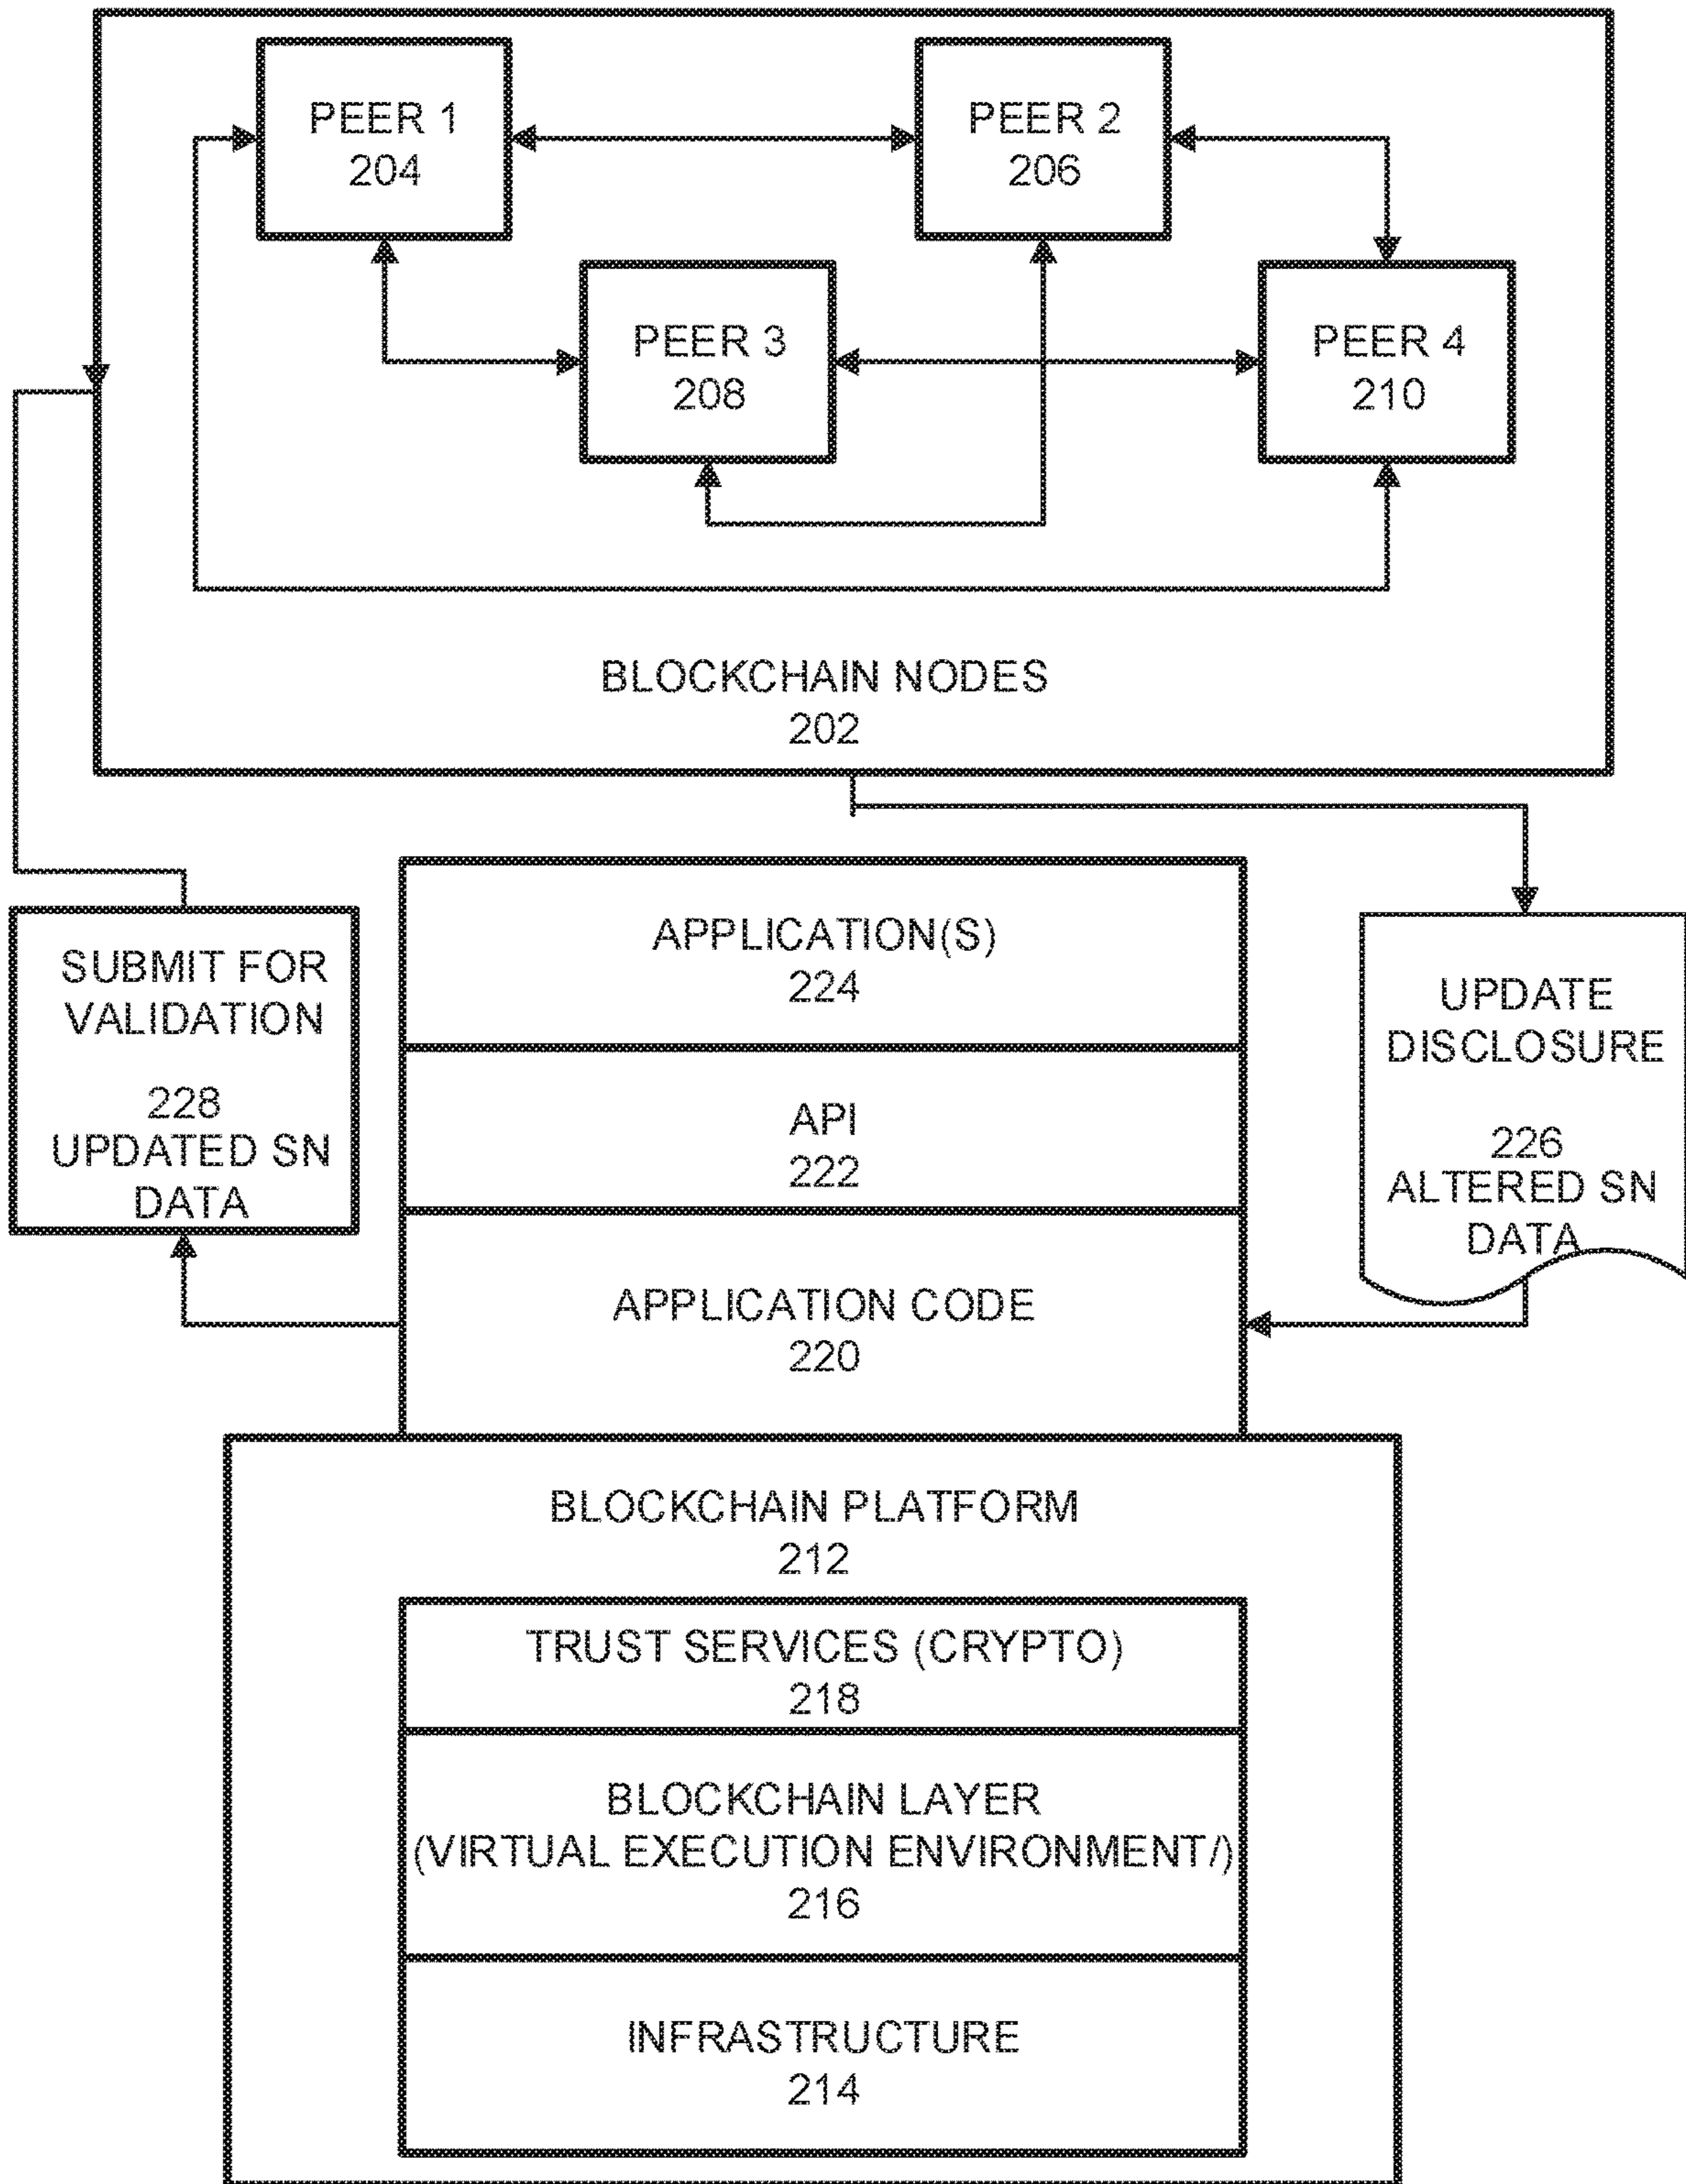 PEER 1
204
PEER 2
206
PEER 3
208
PEER 4
210
BLOCKCHAIN NODES
202
APPLICATION(S)
224
API
222
APPLICATION CODE
220
SUBMIT FOR
VALIDATION
228
UPDATED SN
DATA
UPDATE
DISCLOSURE
226
ALTERED SN
DATA
BLOCKCHAIN PLATFORM
212
TRUST SERVICES (CRYPTO)
218
BLOCKCHAIN LAYER
(VIRTUAL EXECUTION ENVIRONMENT/)
216
INFRASTRUCTURE
214